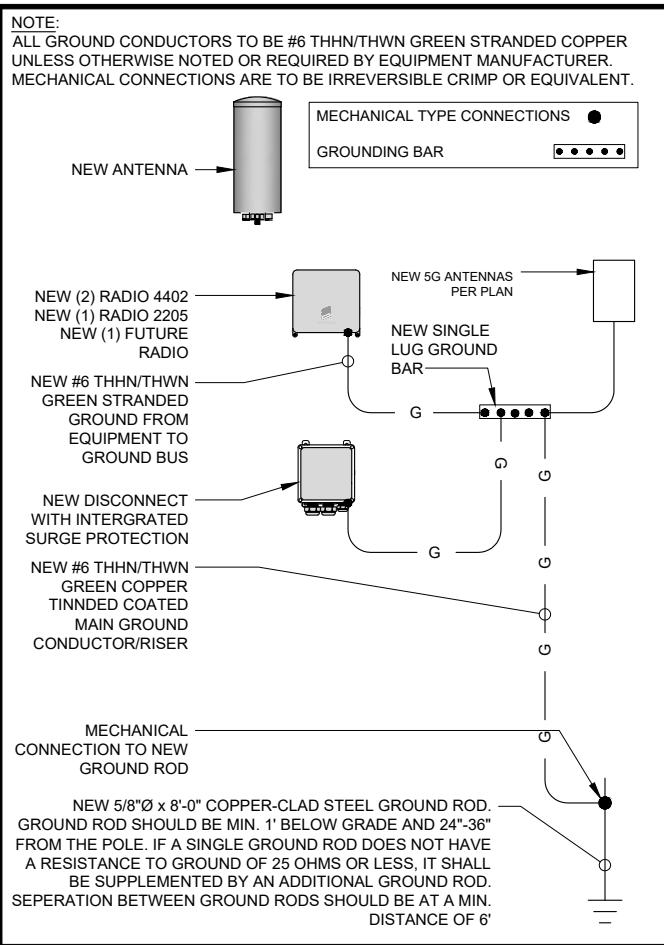 NOTE:
ALL GROUND CONDUCTORS TO BE #6 THHN/THWN GREEN STRANDED COPPER
UNLESS OTHERWISE NOTED OR REQUIRED BY EQUIPMENT MANUFACTURER.
MECHANICAL CONNECTIONS ARE TO BE IRREVERSIBLE CRIMP OR EQUIVALENT.
MECHANICAL TYPE CONNECTIONS
GROUNDING BAR
NEW ANTENNA
NEW 5G ANTENNAS
PER PLAN
NEW (2) RADIO 4402
NEW (1) RADIO 2205
NEW (1) FUTURE
RADIO
NEW SINGLE
LUG GROUND
BAR
NEW #6 THHN/THWN
GREEN STRANDED
GROUND FROM
EQUIPMENT TO
GROUND BUS
G
G
G
NEW DISCONNECT
WITH INTERGRATED
SURGE PROTECTION
G
G
NEW #6 THHN/THWN
GREEN COPPER
TINNDED COATED
MAIN GROUND
CONDUCTOR/RISER
G
G
MECHANICAL
CONNECTION TO NEW
GROUND ROD
NEW 5/8"Ø x 8'-0" COPPER-CLAD STEEL GROUND ROD.
GROUND ROD SHOULD BE MIN. 1' BELOW GRADE AND 24"-36"
FROM THE POLE. IF A SINGLE GROUND ROD DOES NOT HAVE
A RESISTANCE TO GROUND OF 25 OHMS OR LESS, IT SHALL
BE SUPPLEMENTED BY AN ADDITIONAL GROUND ROD.
SEPERATION BETWEEN GROUND RODS SHOULD BE AT A MIN.
DISTANCE OF 6'